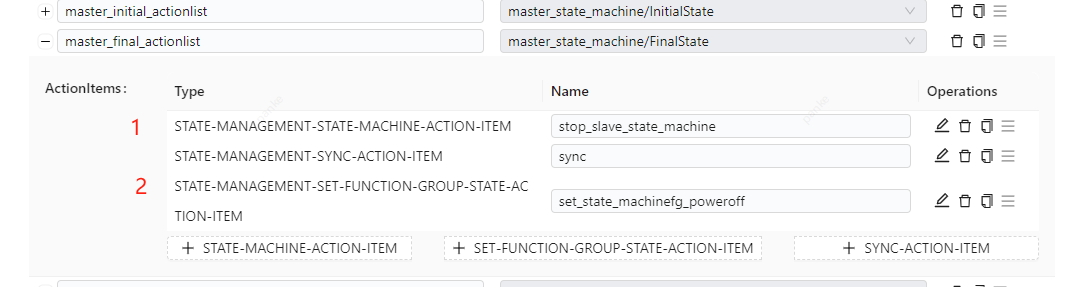 master_initial_actionlist master_state_machine/InitialState
master_final_actionlist master_state_machine/FinalState
ActionItems: Type Name Operations
1 STATE-MANAGEMENT-STATE-MACHINE-ACTION-ITEM stop_slave_state_machine
STATE-MANAGEMENT-SYNC-ACTION-ITEM sync
2 STATE-MANAGEMENT-SET-FUNCTION-GROUP-STATE-AC
TION-ITEM set_state_machinefg_poweroff
+ STATE-MACHINE-ACTION-ITEM + SET-FUNCTION-GROUP-STATE-ACTION-ITEM + SYNC-ACTION-ITEM